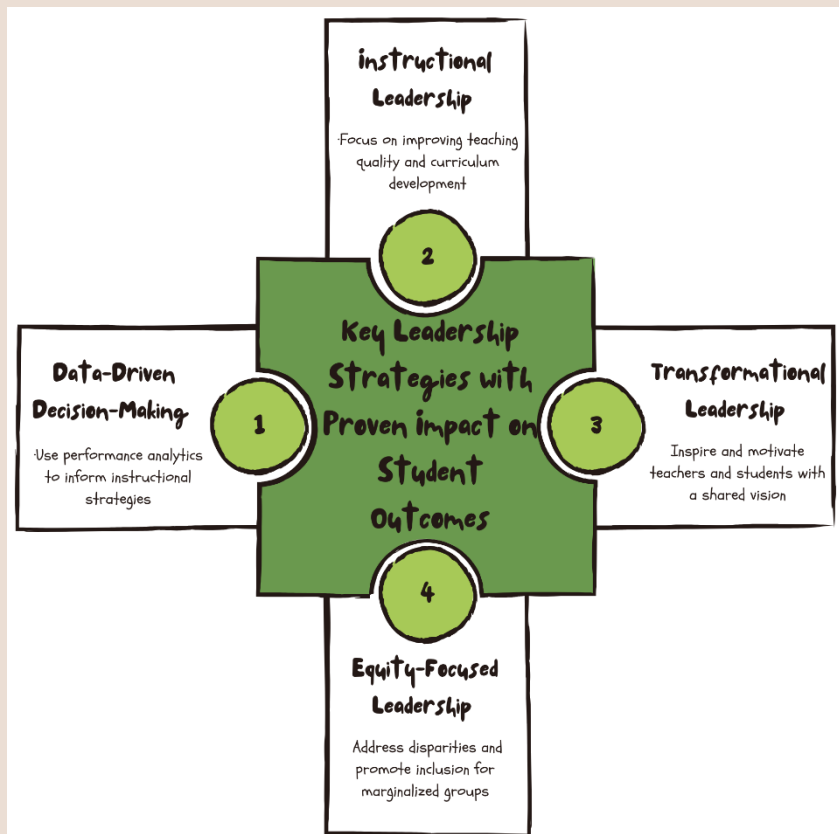 instructional
Leadership
·Focus on improving teaching
quality and curriculum
development
2
Key Leadership
Strategies with
Proven impact on
Student
Outcomes
Data-Driven
Decision-Making
·Use performance analytics
to inform instructional
strategies
1
3
Transformational
Leadership
Inspire and motivate
teachers and students with
a shared vision
4
Equity-Focused
Leadership
Address disparities and
promote inclusion for
marginalized groups